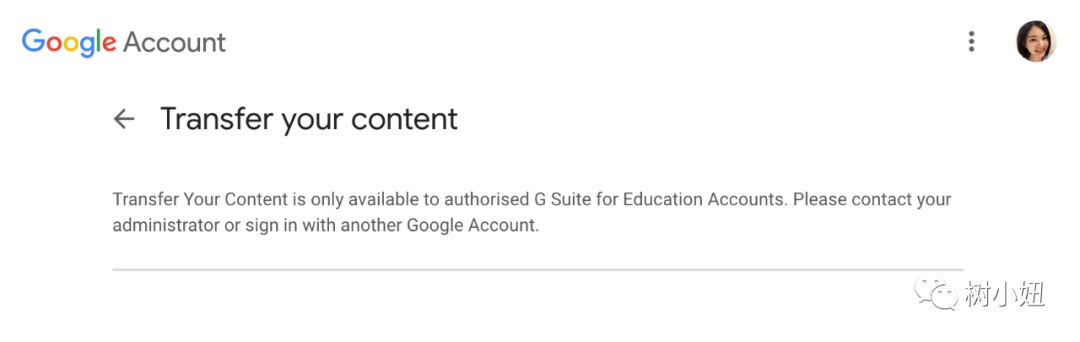 Google Account
Transfer your content
Transfer Your Content is only available to authorised G Suite for Education Accounts. Please contact your
administrator or sign in with another Google Account.
树小妞